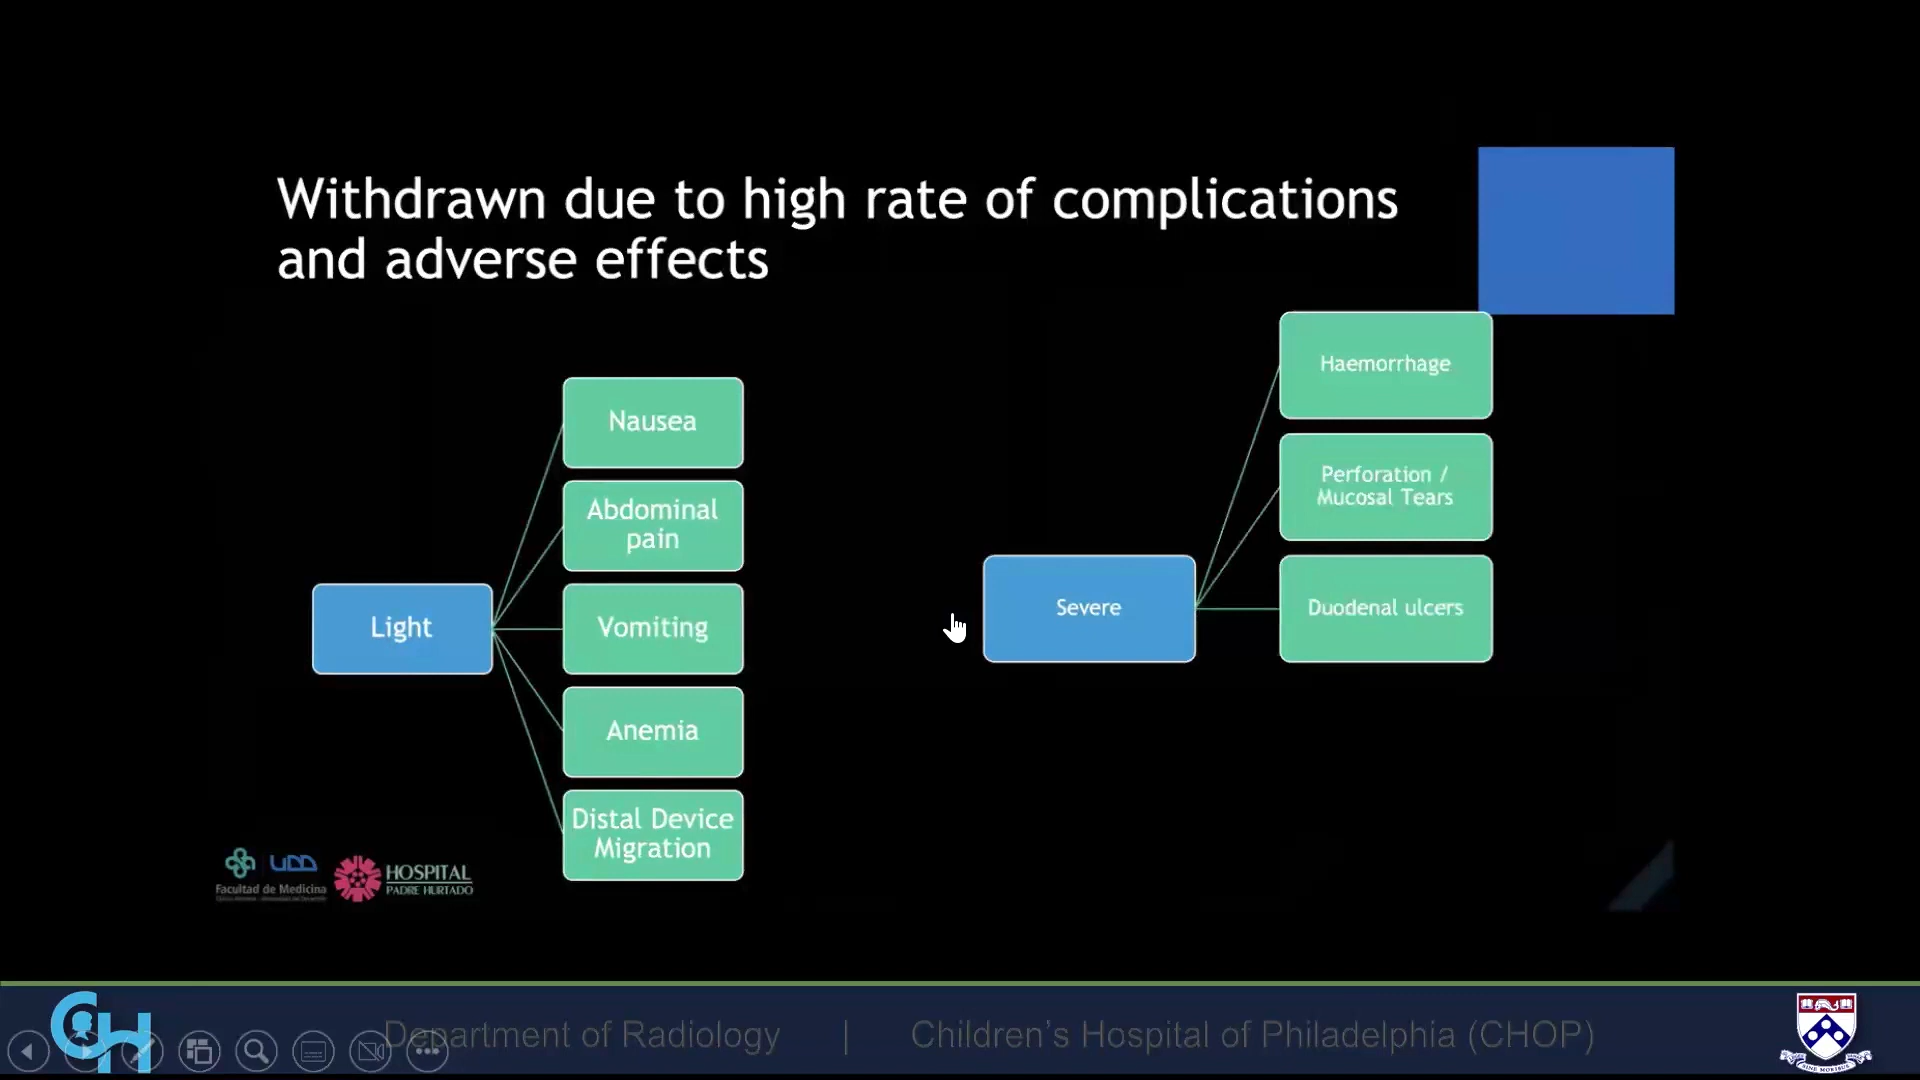 Withdrawn due to high rate of complications
and adverse effects
Light
Nausea
Abdominal
pain
Vomiting
Anemia
Distal Device
Migration
Severe
Haemorrhage
Perforation /
Mucosal Tears
Duodenal ulcers
UDD
Facultad de Medicina
HOSPITAL
PADRE HURTADO
CH
Department of Radiology | Children's Hospital of Philadelphia (CHOP)